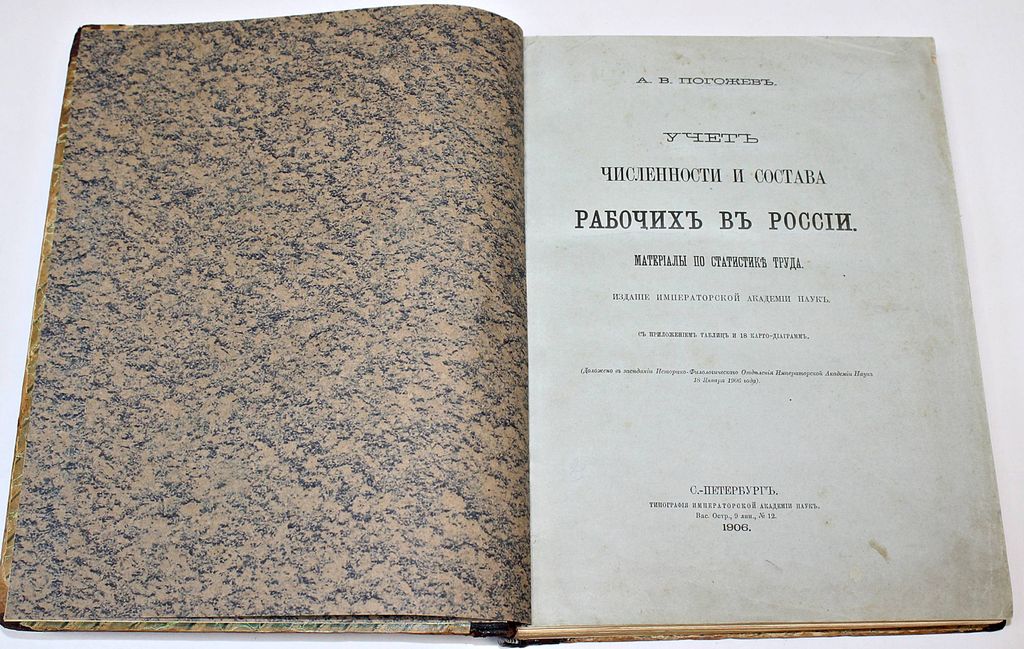 А. В. ПОГОЖЕВЪ.
УЧЕТЪ
ЧИСЛЕННОСТИ И СОСТАВА
РАБОЧИХЪ ВЪ РОССІИ.
МАТЕРІАЛЫ ПО СТАТИСТИКѢ ТРУДА.
ИЗДАНІЕ ИМПЕРАТОРСКОЙ АКАДЕМІИ НАУКЪ.
СЪ ПРИЛОЖЕНІЕМЪ ТАБЛИЦЪ И 18 КАРТО-ДІАГРАММЪ.
(Доложено въ засѣданіи Историко-Филологическаго Отдѣленія Императорской Академіи Наукъ
18 Января 1906 года).
С.-ПЕТЕРБУРГЪ.
ТИПОГРАФІЯ ИМПЕРАТОРСКОЙ АКАДЕМІИ НАУКЪ.
Вас. Остр., 9 лин., № 12.
1906.